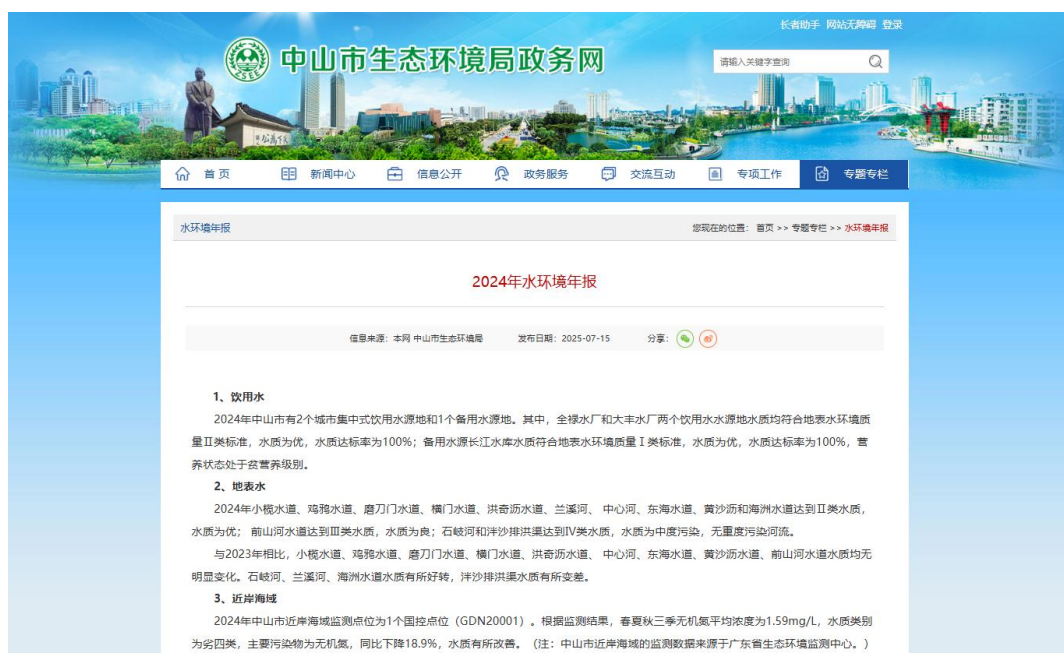 长者助手 网站无障碍 登录
中山市生态环境局政务网
请输入关键字查询
首页 新闻中心 信息公开 政务服务 交流互动 专项工作 专题专栏
水环境年报 您现在的位置： 首页 >> 专题专栏 >> 水环境年报
2024年水环境年报
信息来源：本网 中山市生态环境局 发布日期：2025-07-15 分享：
1、饮用水
2024年中山市有2个城市集中式饮用水源地和1个备用水源地。其中，全禄水厂和大丰水厂两个饮用水水源地水质均符合地表水环境质
量Ⅱ类标准，水质为优，水质达标率为100%；备用水源长江水库水质符合地表水环境质量Ⅰ类标准，水质为优，水质达标率为100%，营
养状态处于贫营养级别。
2、地表水
2024年小榄水道、鸡鸦水道、磨刀门水道、横门水道、洪奇沥水道、兰溪河、 中心河、东海水道、黄沙沥和海洲水道达到Ⅱ类水质，
水质为优； 前山河水道达到Ⅲ类水质，水质为良；石岐河和泮沙排洪渠达到Ⅳ类水质，水质为中度污染，无重度污染河流。
与2023年相比，小榄水道、鸡鸦水道、磨刀门水道、横门水道、洪奇沥水道、 中心河、东海水道、黄沙沥水道、前山河水道水质均无
明显变化。石岐河、兰溪河、海洲水道水质有所好转，泮沙排洪渠水质有所变差。
3、近岸海域
2024年中山市近岸海域监测点位为1个国控点位（GDN20001）。根据监测结果，春夏秋三季无机氮平均浓度为1.59mg/L，水质类别
为劣四类，主要污染物为无机氮，同比下降18.9%，水质有所改善。（注：中山市近岸海域的监测数据来源于广东省生态环境监测中心。）